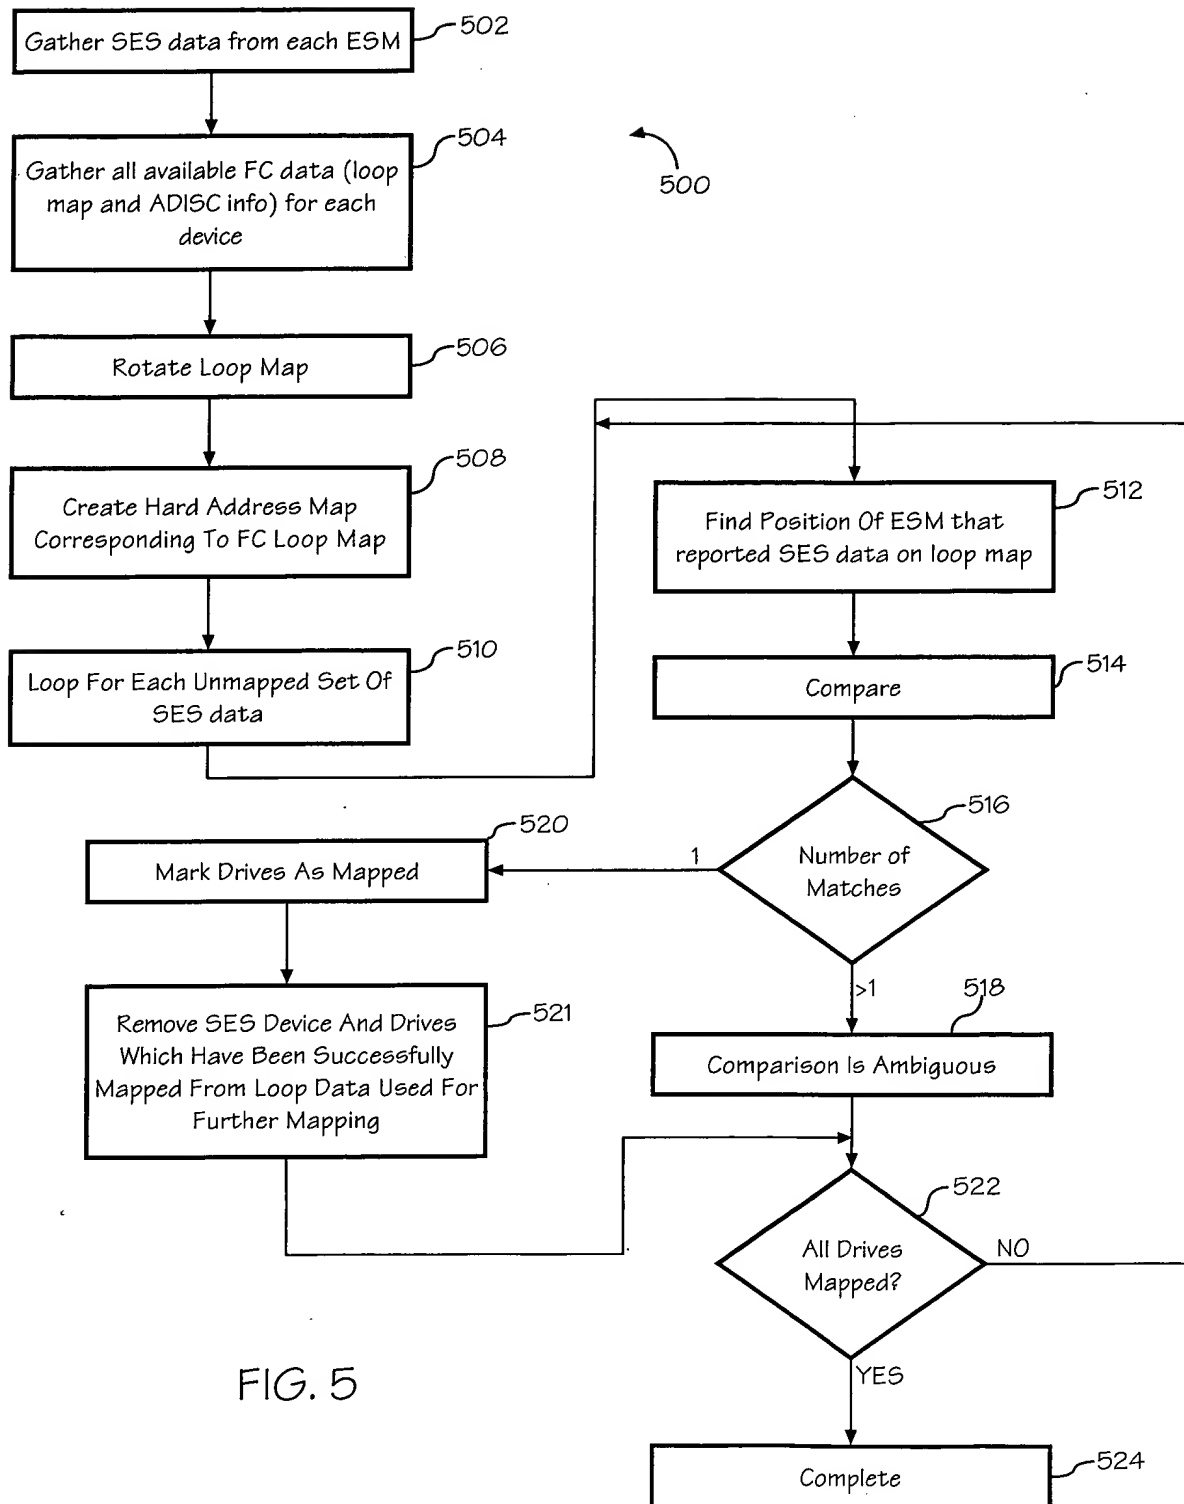 Gather SES data from each ESM
502
Gather all available FC data (loop
map and ADISC info) for each
device
504
500
Rotate Loop Map
506
Create Hard Address Map
Corresponding To FC Loop Map
508
Loop For Each Unmapped Set Of
SES data
510
Find Position Of ESM that
reported SES data on loop map
512
Compare
514
Number of
Matches
516
1
>1
Mark Drives As Mapped
520
Remove SES Device And Drives
Which Have Been Successfully
Mapped From Loop Data Used For
Further Mapping
521
Comparison Is Ambiguous
518
All Drives
Mapped?
522
NO
YES
Complete
524
FIG. 5